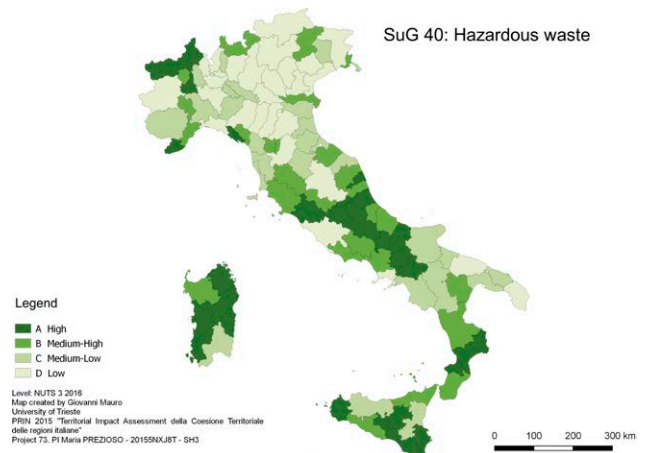 SuG 40: Hazardous waste
Legend
A High
B Medium-High
C Medium-Low
D Low
Level: NUTS 3 2016
Map created by Giovanni Mauro
University of Trieste
PRIN 2015 "Territorial Impact Assessment della Coesione Territoriale
delle regioni italiane"
Project 73. PI Maria PREZIOSO - 20155NXJ8T - SH3
0 100 200 300 km